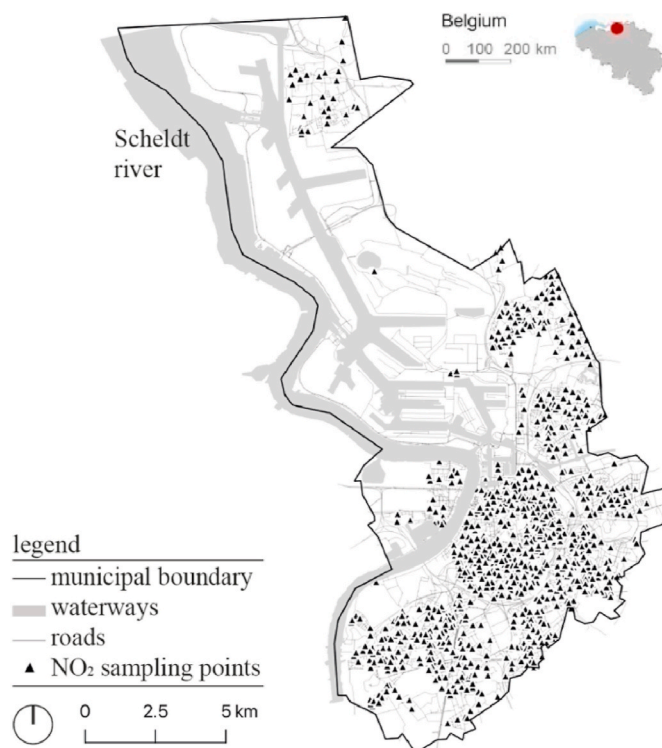 Belgium
0 100 200 km
Scheldt
river
legend
municipal boundary
waterways
roads
NO₂ sampling points
0 2.5 5 km